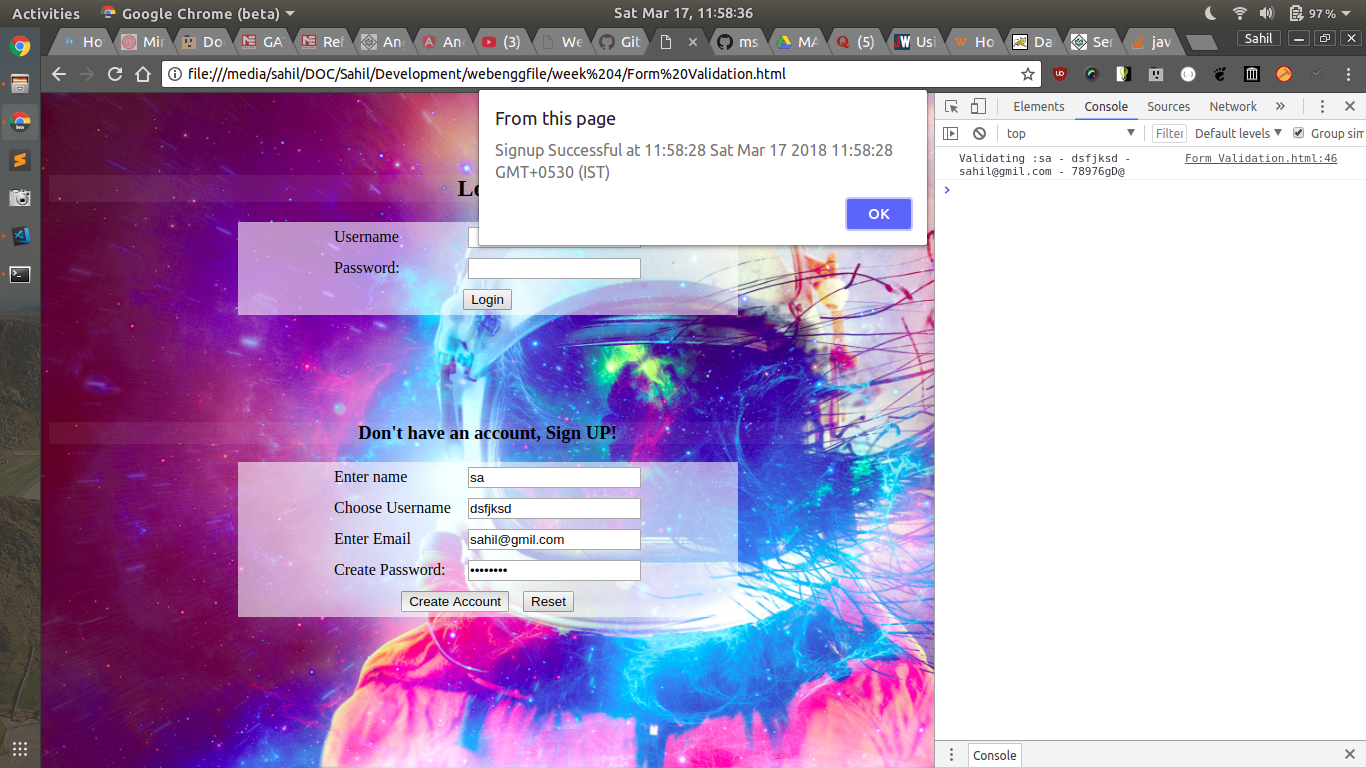 Activities Google Chrome (beta) Sat Mar 17, 11:58:36 97 %
Ho Mir Do GA Ref An An (3) We Git ms MA (5) Usi Ho Da Ser jav Sahil
file:///media/sahil/DOC/Sahil/Development/webenggfile/week%204/Form%20Validation.html
From this page
Signup Successful at 11:58:28 Sat Mar 17 2018 11:58:28
GMT+0530 (IST)
OK
Lo
Username
Password:
Login
Don't have an account, Sign UP!
Enter name sa
Choose Username dsfjksd
Enter Email sahil@gmil.com
Create Password: ••••••••
Create Account Reset
Elements Console Sources Network
top Filter Default levels Group sim
Validating :sa - dsfjksd - Form Validation.html:46
sahil@gmil.com - 78976gD@
Console